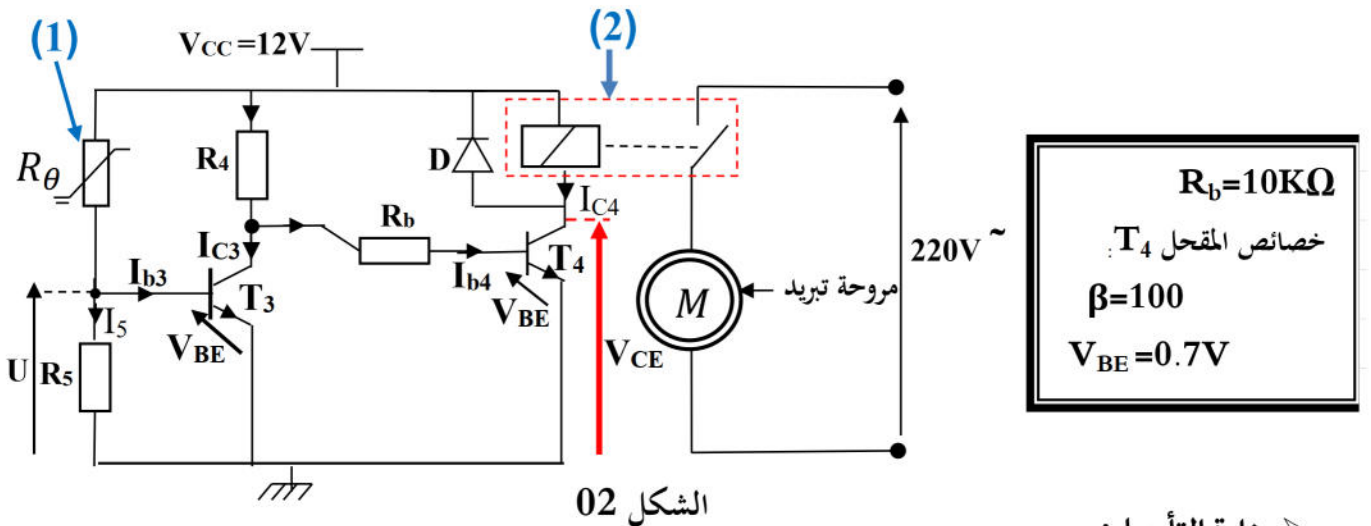 (1)
VCC =12V
(2)
Rθ
R4
D
Rb
IC4
IC3
Ib3
T3
Ib4
T4
VBE
VBE
I5
U
R5
VCE
M
مروحة تبريد
220V ~
Rb=10KΩ
خصائص المقحل T4:
β=100
VBE =0.7V
الشكل 02